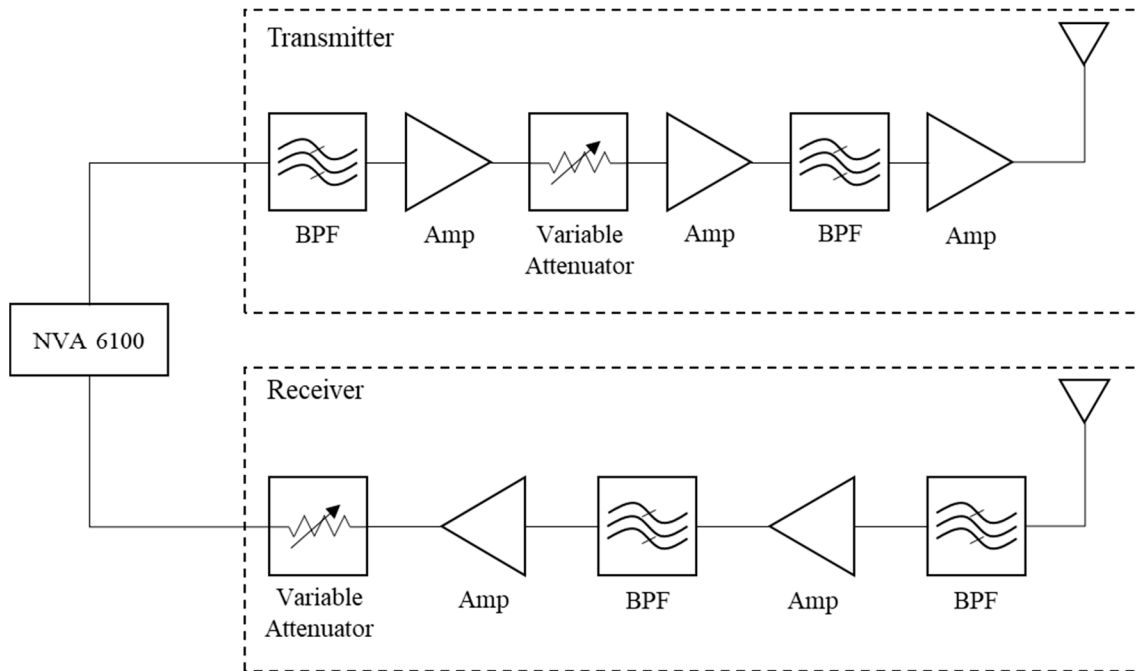 Transmitter
BPF
Amp
Variable
Attenuator
Amp
BPF
Amp
NVA 6100
Receiver
Variable
Attenuator
Amp
BPF
Amp
BPF